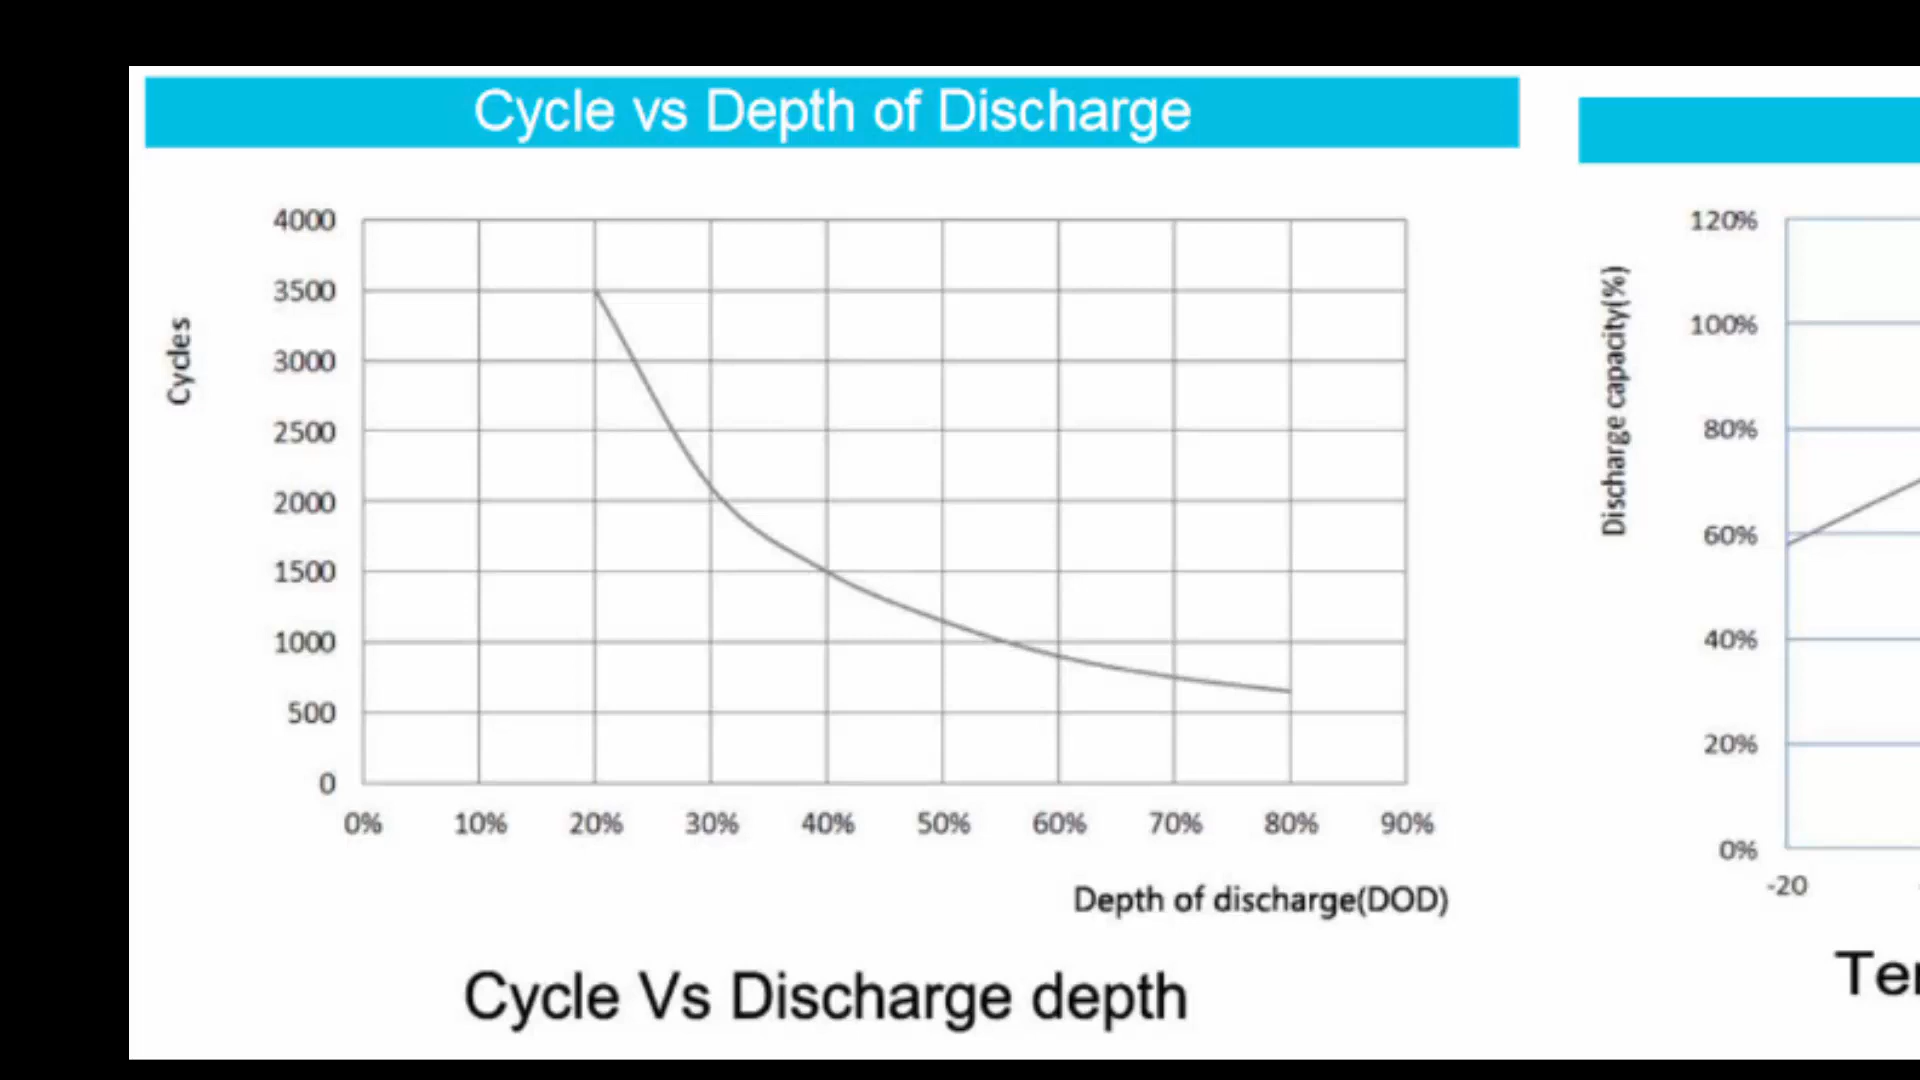 Cycle vs Depth of Discharge
Cycles
4000
3500
3000
2500
2000
1500
1000
500
0
0% 10% 20% 30% 40% 50% 60% 70% 80% 90%
Depth of discharge(DOD)
Cycle Vs Discharge depth
Discharge capacity(%)
120%
100%
80%
60%
40%
20%
0%
-20